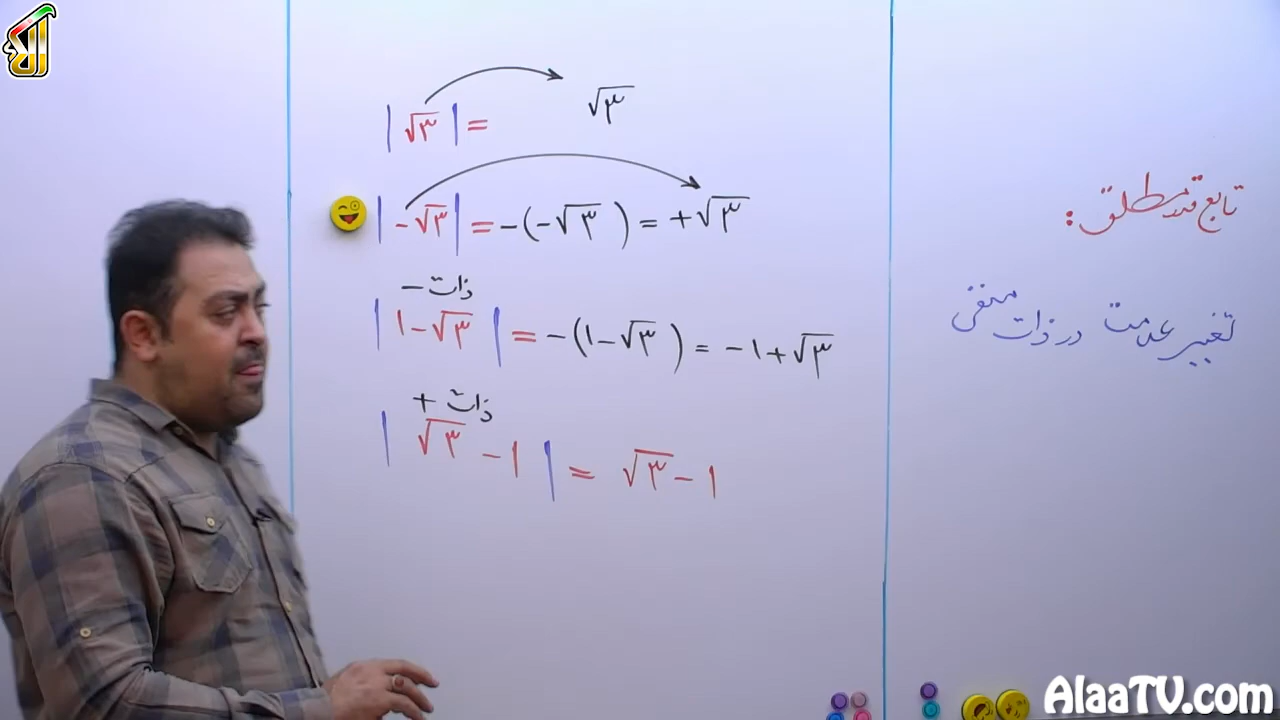 آلاء
تابع قدر مطلق :
تغییر علامت در ذات منفی
|√۳| = √۳
|-√۳| = -(-√۳) = +√۳
ذات -
|۱-√۳| = -(۱-√۳) = -۱+√۳
ذات +
|√۳-۱| = √۳-۱
AlaaTV.com